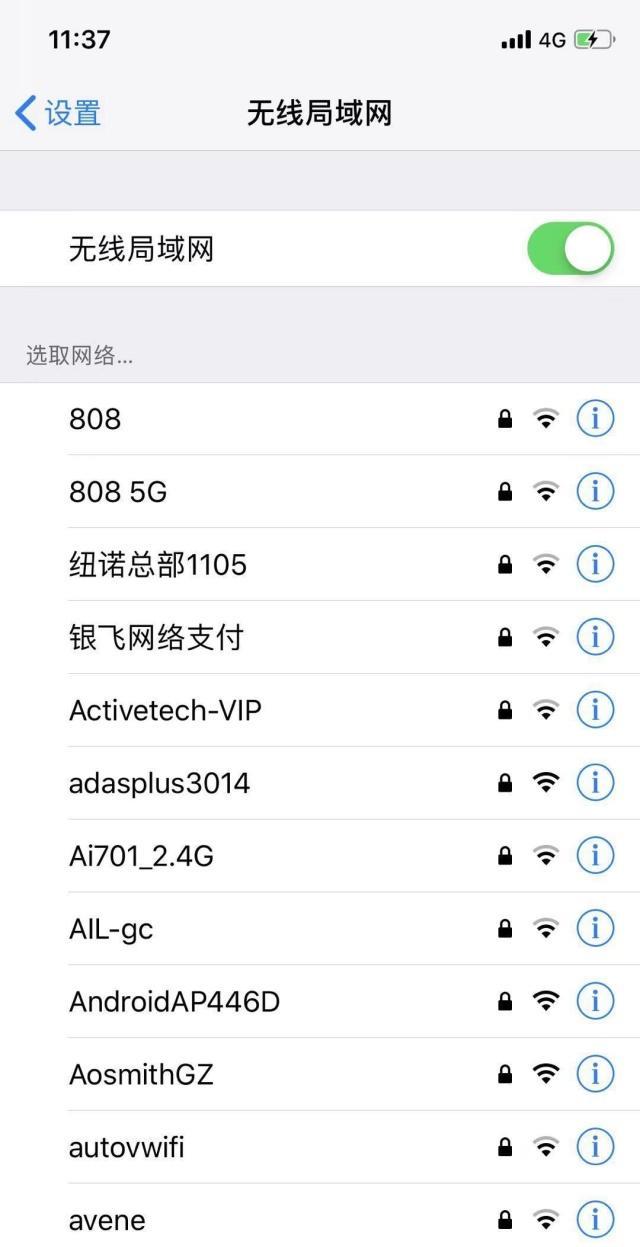 11:37 4G
设置 无线局域网
无线局域网
选取网络...
808
808 5G
纽诺总部1105
银飞网络支付
Activetech-VIP
adasplus3014
Ai701_2.4G
AIL-gc
AndroidAP446D
AosmithGZ
autovwifi
avene